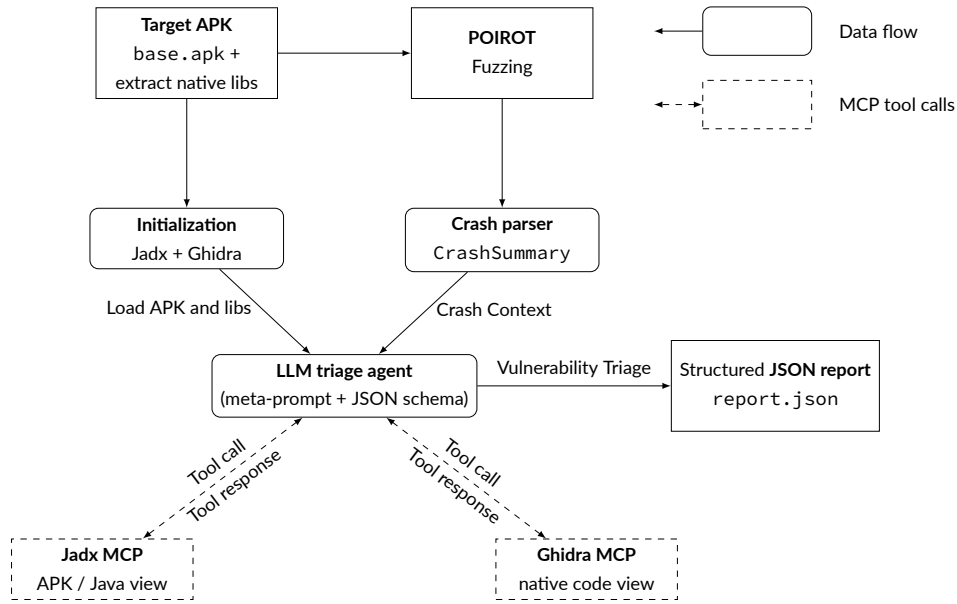 Target APK
base.apk +
extract native libs
POIROT
Fuzzing
Data flow
MCP tool calls
Initialization
Jadx + Ghidra
Crash parser
CrashSummary
Load APK and libs
Crash Context
LLM triage agent
(meta-prompt + JSON schema)
Vulnerability Triage
Structured JSON report
report.json
Tool call
Tool response
Tool call
Tool response
Jadx MCP
APK / Java view
Ghidra MCP
native code view